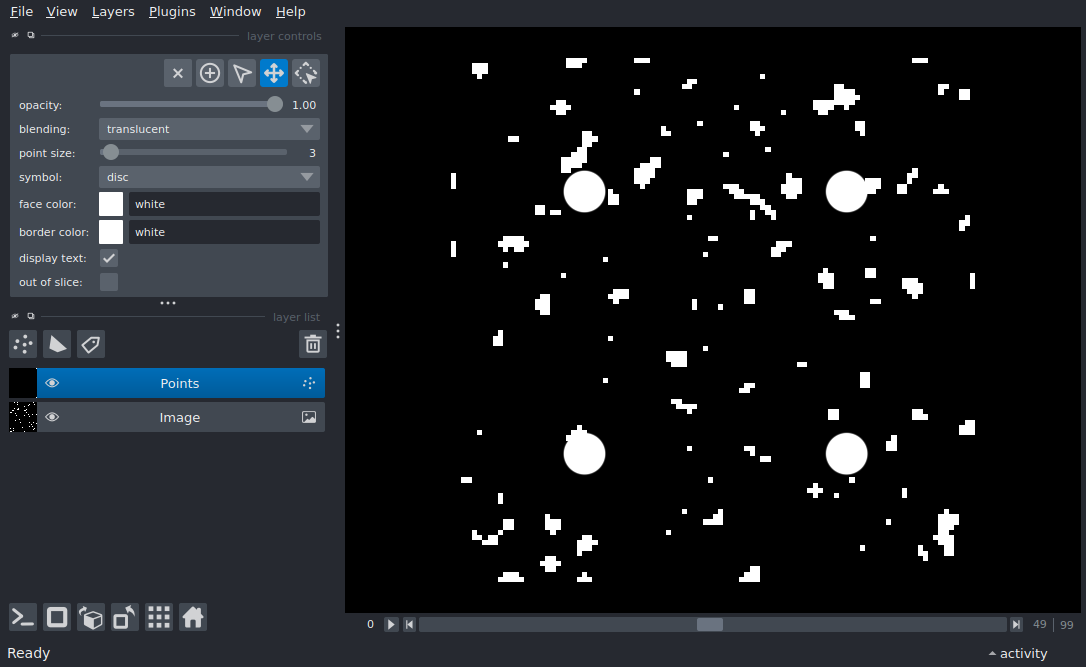 File View Layers Plugins Window Help
layer controls
opacity: 1.00
blending: translucent
point size: 3
symbol: disc
face color: white
border color: white
display text:
out of slice:
layer list
Points
Image
0 49 99
Ready activity